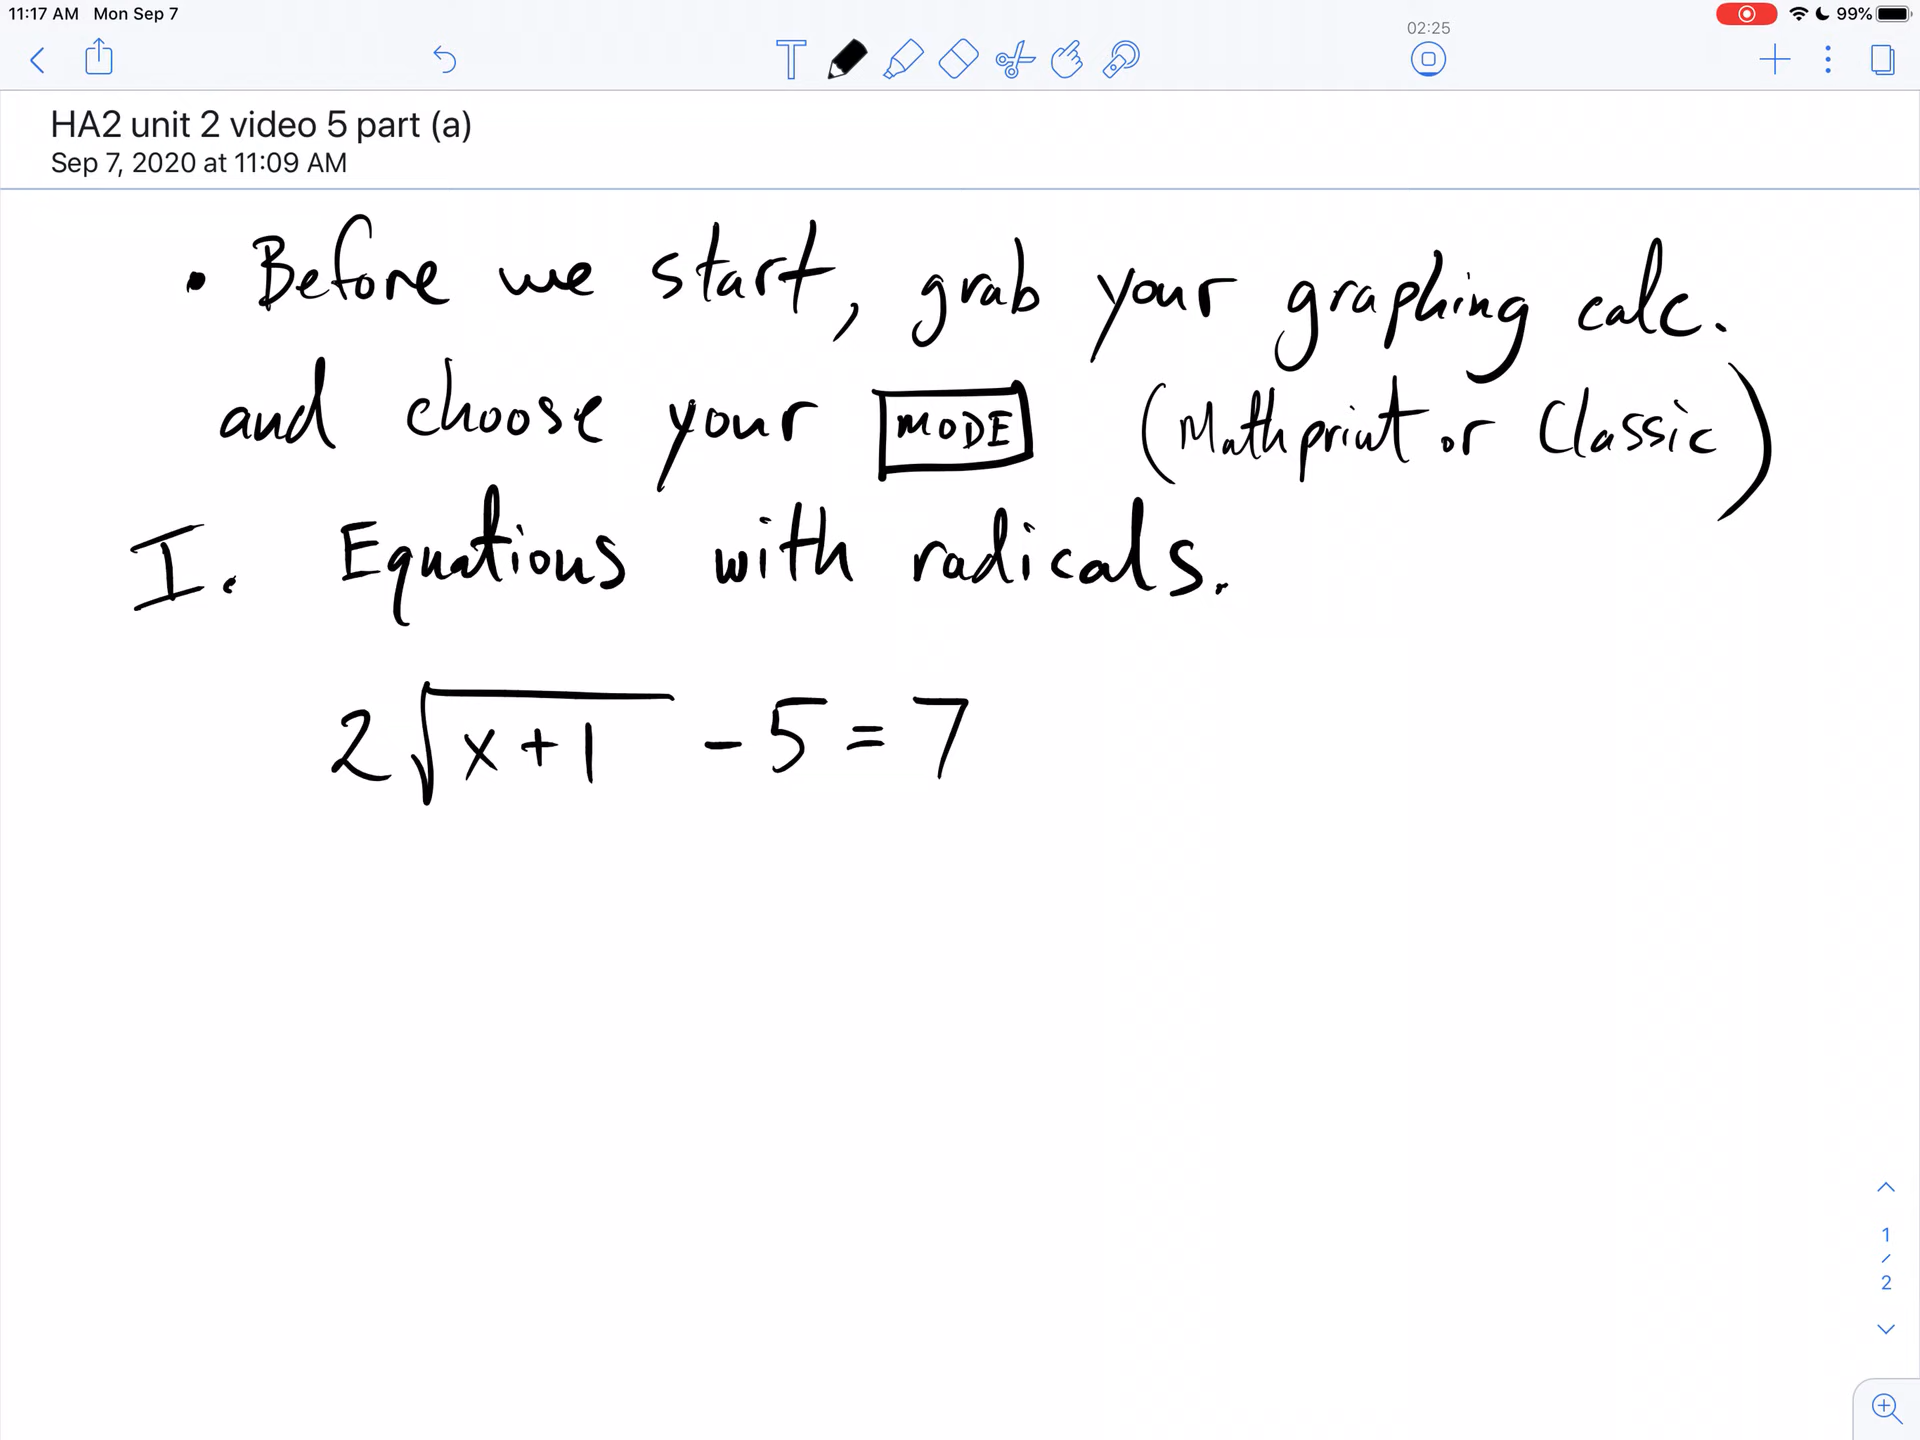 11:17 AM Mon Sep 7
99%
02:25
T
HA2 unit 2 video 5 part (a)
Sep 7, 2020 at 11:09 AM
• Before we start, grab your graphing calc.
and choose your MODE (Mathprint or Classic)
I. Equations with radicals.
2√(x+1) - 5 = 7
1
/
2